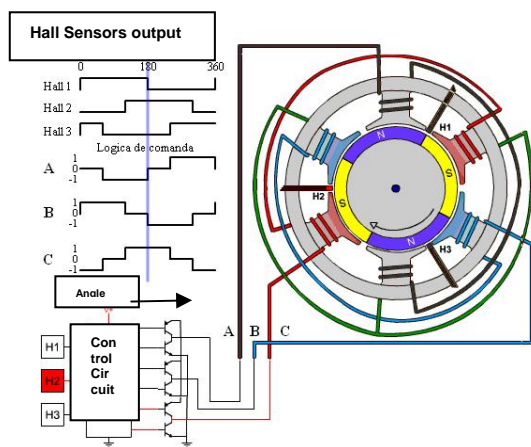 Hall Sensors output
0 180 360
Hall 1
Hall 2
Hall 3
Logica de comanda
A 1 0 -1
B 1 0 -1
C 1 0 -1
Angle
H1
H2
H3
Con
trol
Cir
cuit
A B C
H1
H2
H3
N
S
S
N